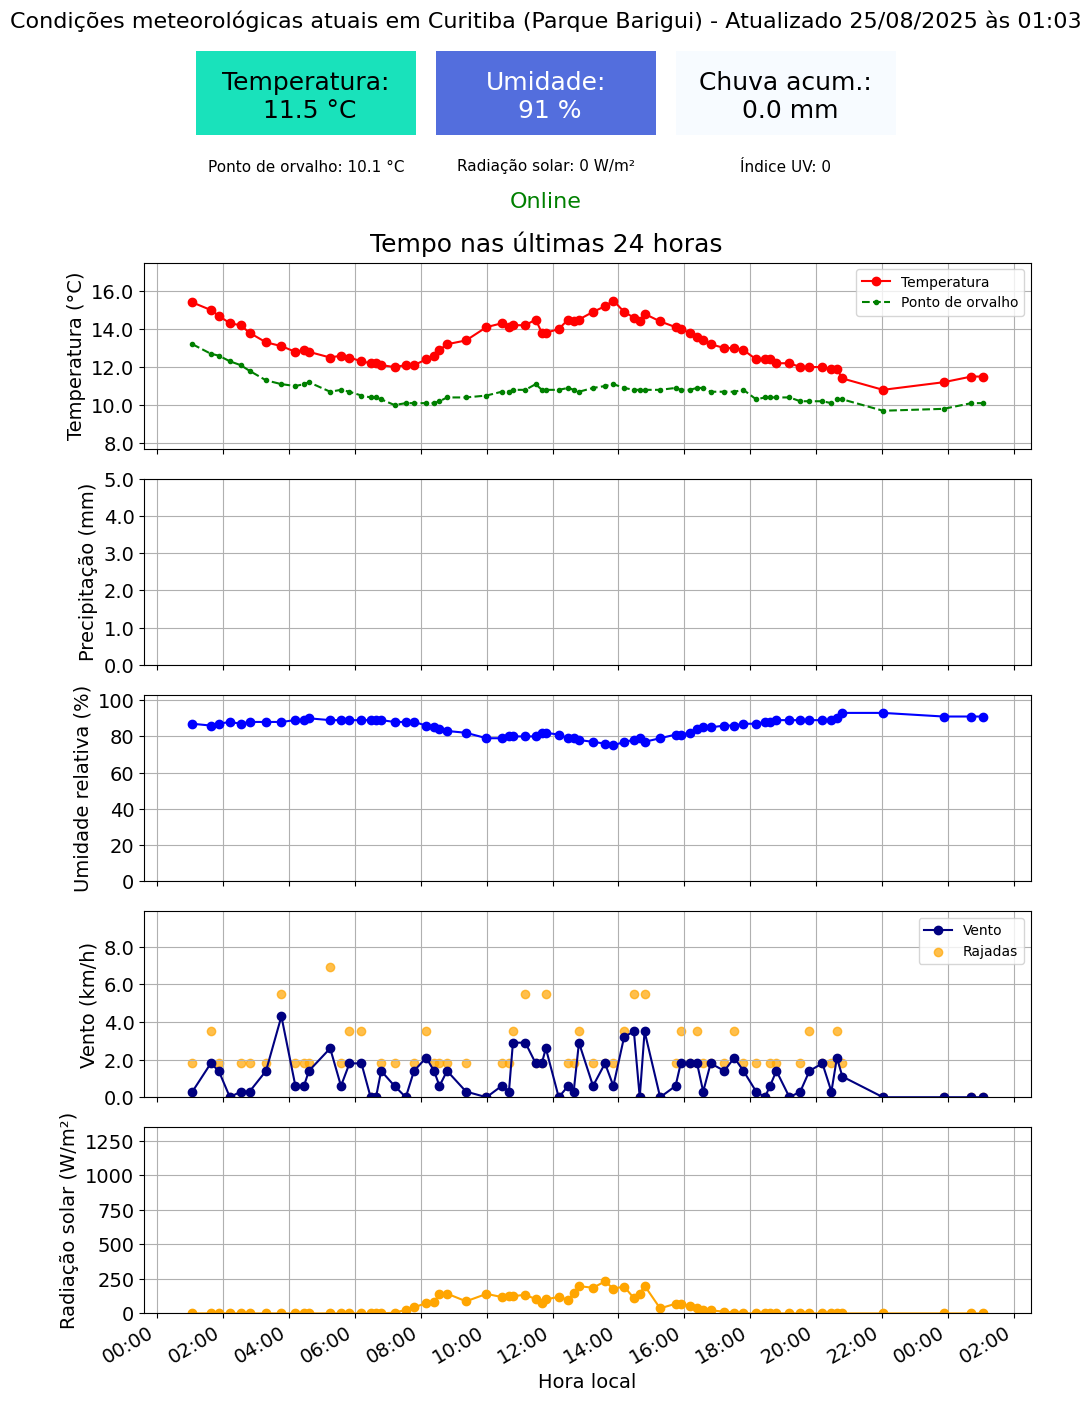 Condições meteorológicas atuais em Curitiba (Parque Barigui) - Atualizado 25/08/2025 às 01:03
Temperatura:
11.5 °C
Umidade:
91 %
Chuva acum.:
0.0 mm
Ponto de orvalho: 10.1 °C
Radiação solar: 0 W/m²
Índice UV: 0
Online
Tempo nas últimas 24 horas
Temperatura (°C)
16.0
14.0
12.0
10.0
8.0
Temperatura
Ponto de orvalho
Precipitação (mm)
5.0
4.0
3.0
2.0
1.0
0.0
Umidade relativa (%)
100
80
60
40
20
0
Vento (km/h)
8.0
6.0
4.0
2.0
0.0
Vento
Rajadas
Radiação solar (W/m²)
1250
1000
750
500
250
0
00:00
02:00
04:00
06:00
08:00
10:00
12:00
14:00
16:00
18:00
20:00
22:00
00:00
02:00
Hora local